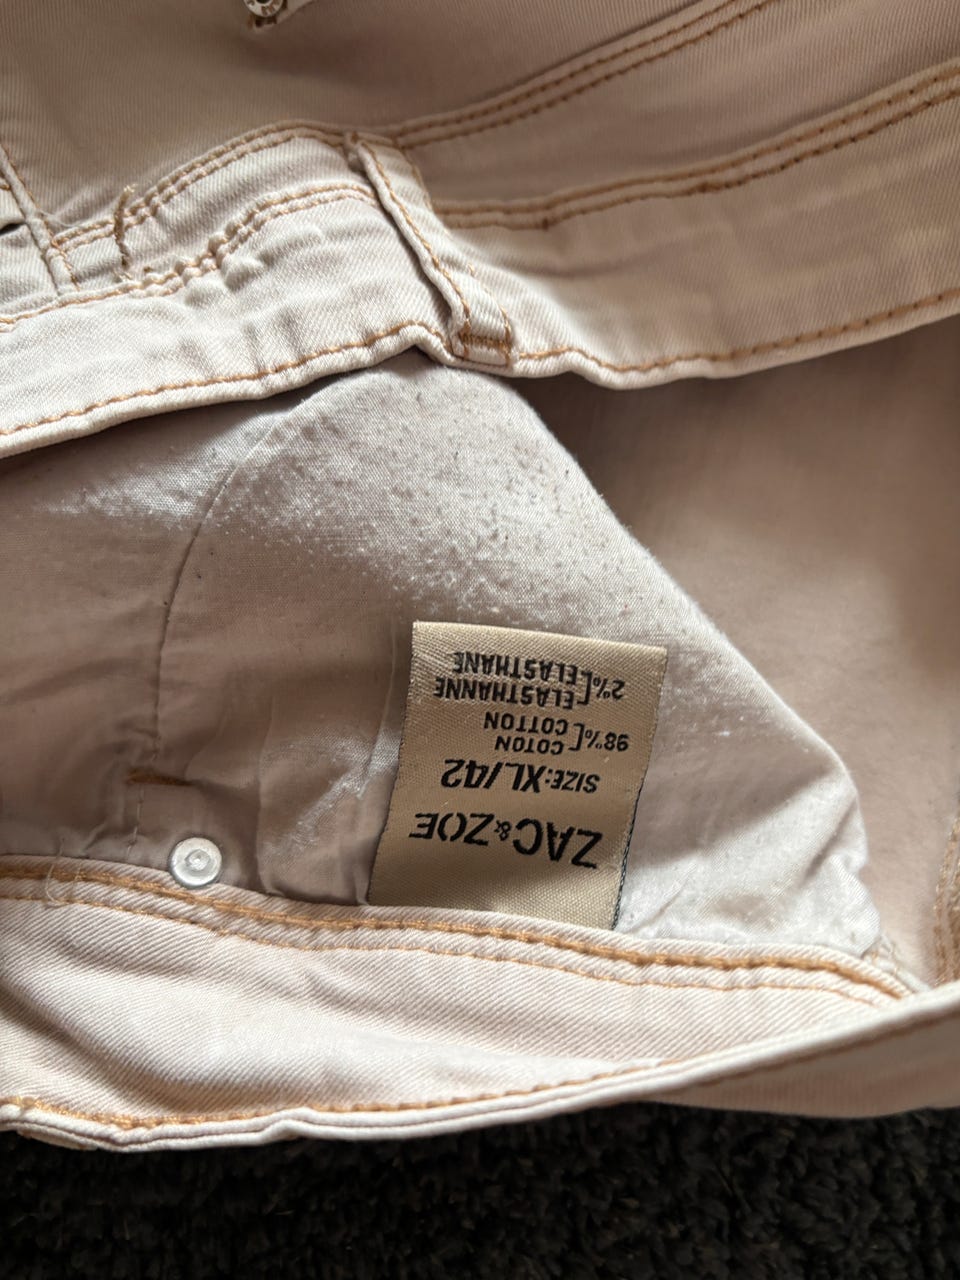 ZAC&ZOE
SIZE:XL/42
98% [COTON
COTTON
2% [ELASTHANNE
ELASTHANE